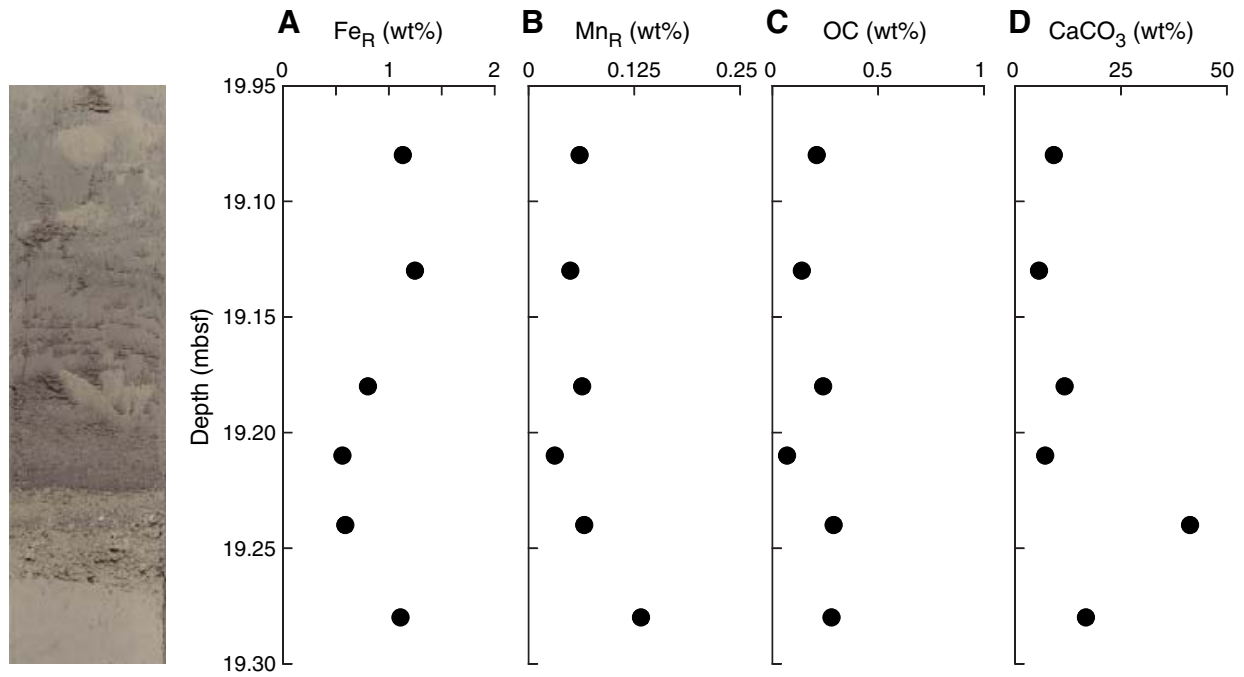 A Fe_R (wt%)
B Mn_R (wt%)
C OC (wt%)
D CaCO₃ (wt%)
0 1 2
0 0.125 0.25
0 0.5 1
0 25 50
Depth (mbsf)
19.95
19.10
19.15
19.20
19.25
19.30